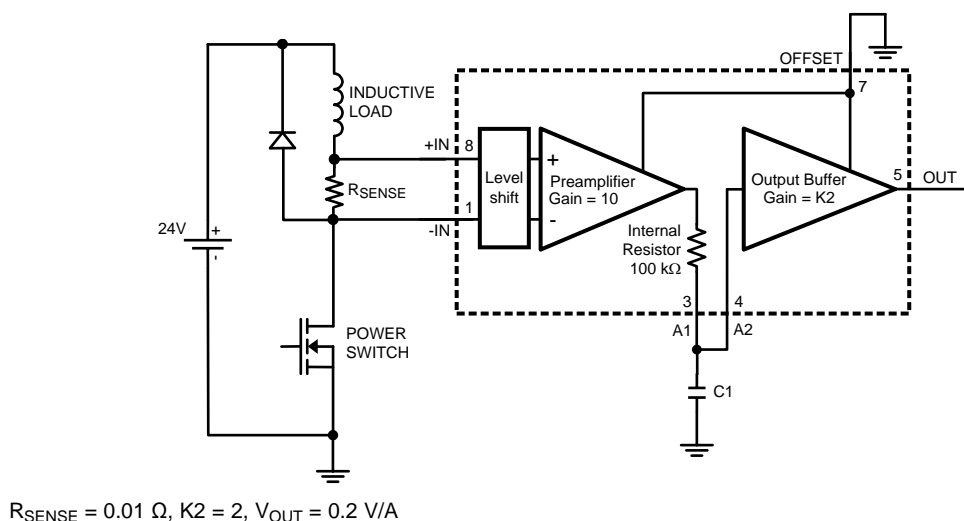 OFFSET
7
INDUCTIVE
LOAD
+IN
8
Level
shift
+
-
Preamplifier
Gain = 10
Output Buffer
Gain = K2
5
OUT
RSENSE
1
-IN
24V
+
-
Internal
Resistor
100 kΩ
3
4
A1
A2
POWER
SWITCH
C1
RSENSE = 0.01 Ω, K2 = 2, VOUT = 0.2 V/A